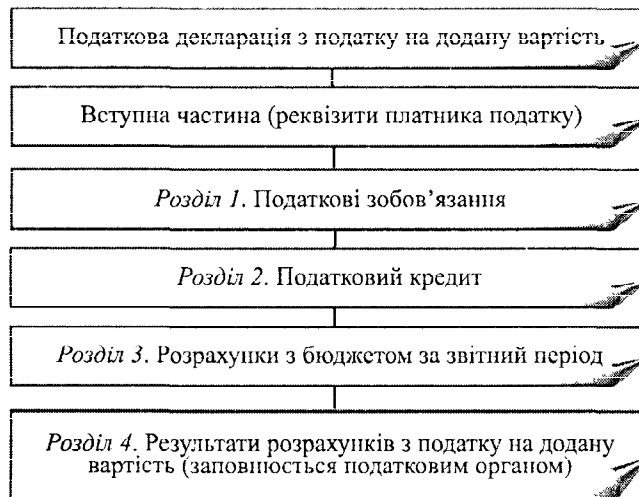 Податкова декларація з податку на додану вартість
Вступна частина (реквізити платника податку)
Розділ 1. Податкові зобов’язання
Розділ 2. Податковий кредит
Розділ 3. Розрахунки з бюджетом за звітний період
Розділ 4. Результати розрахунків з податку на додану
вартість (заповнюється податковим органом)